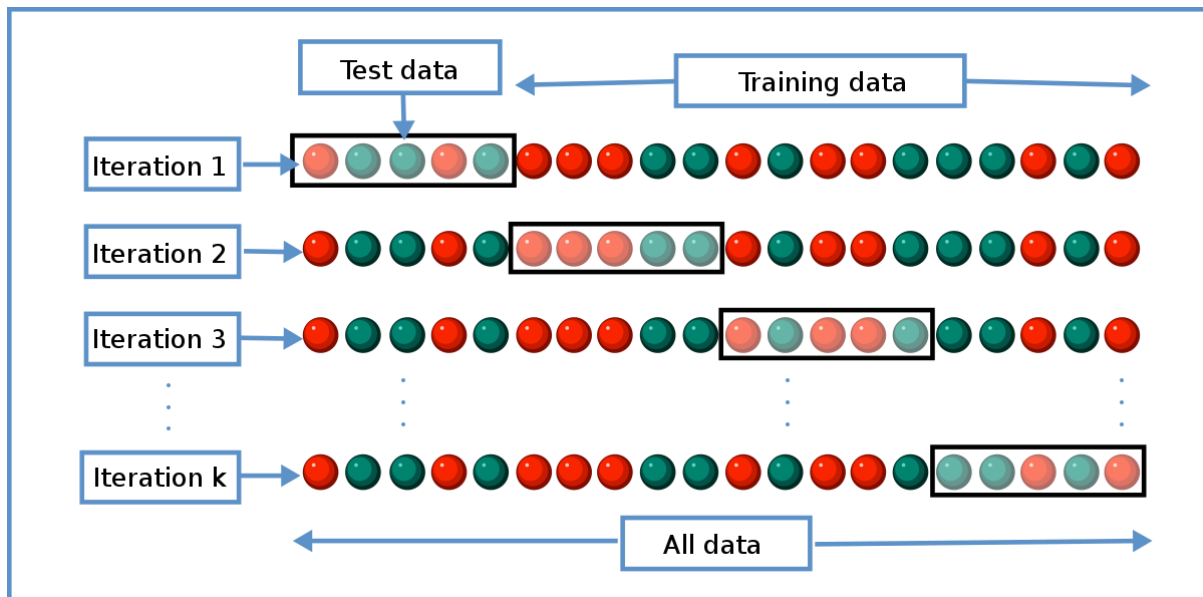 Test data
Training data
Iteration 1
Iteration 2
Iteration 3
Iteration k
All data